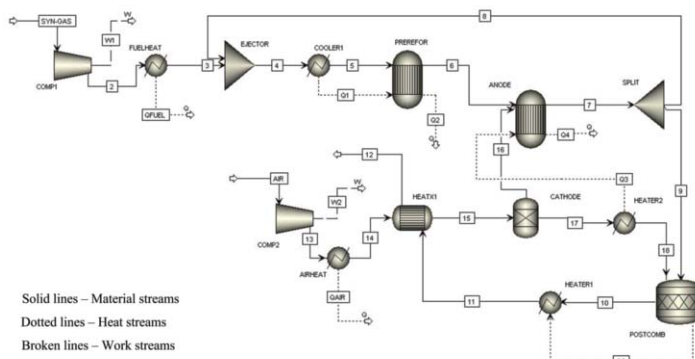 8
SYN-GAS
W
W1
FUELHEAT
EJECTOR
COOLER1
PREREFOR
COMP1
2
3
4
5
6
ANODE
7
SPLIT
QFUEL
Q
Q1
Q2
Q
Q4
Q
16
12
Q3
9
AIR
W
W2
HEATX1
CATHODE
HEATER2
COMP2
13
14
15
17
18
AIRHEAT
QAIR
Q
11
HEATER1
10
POSTCOMB
Solid lines – Material streams
Dotted lines – Heat streams
Broken lines – Work streams